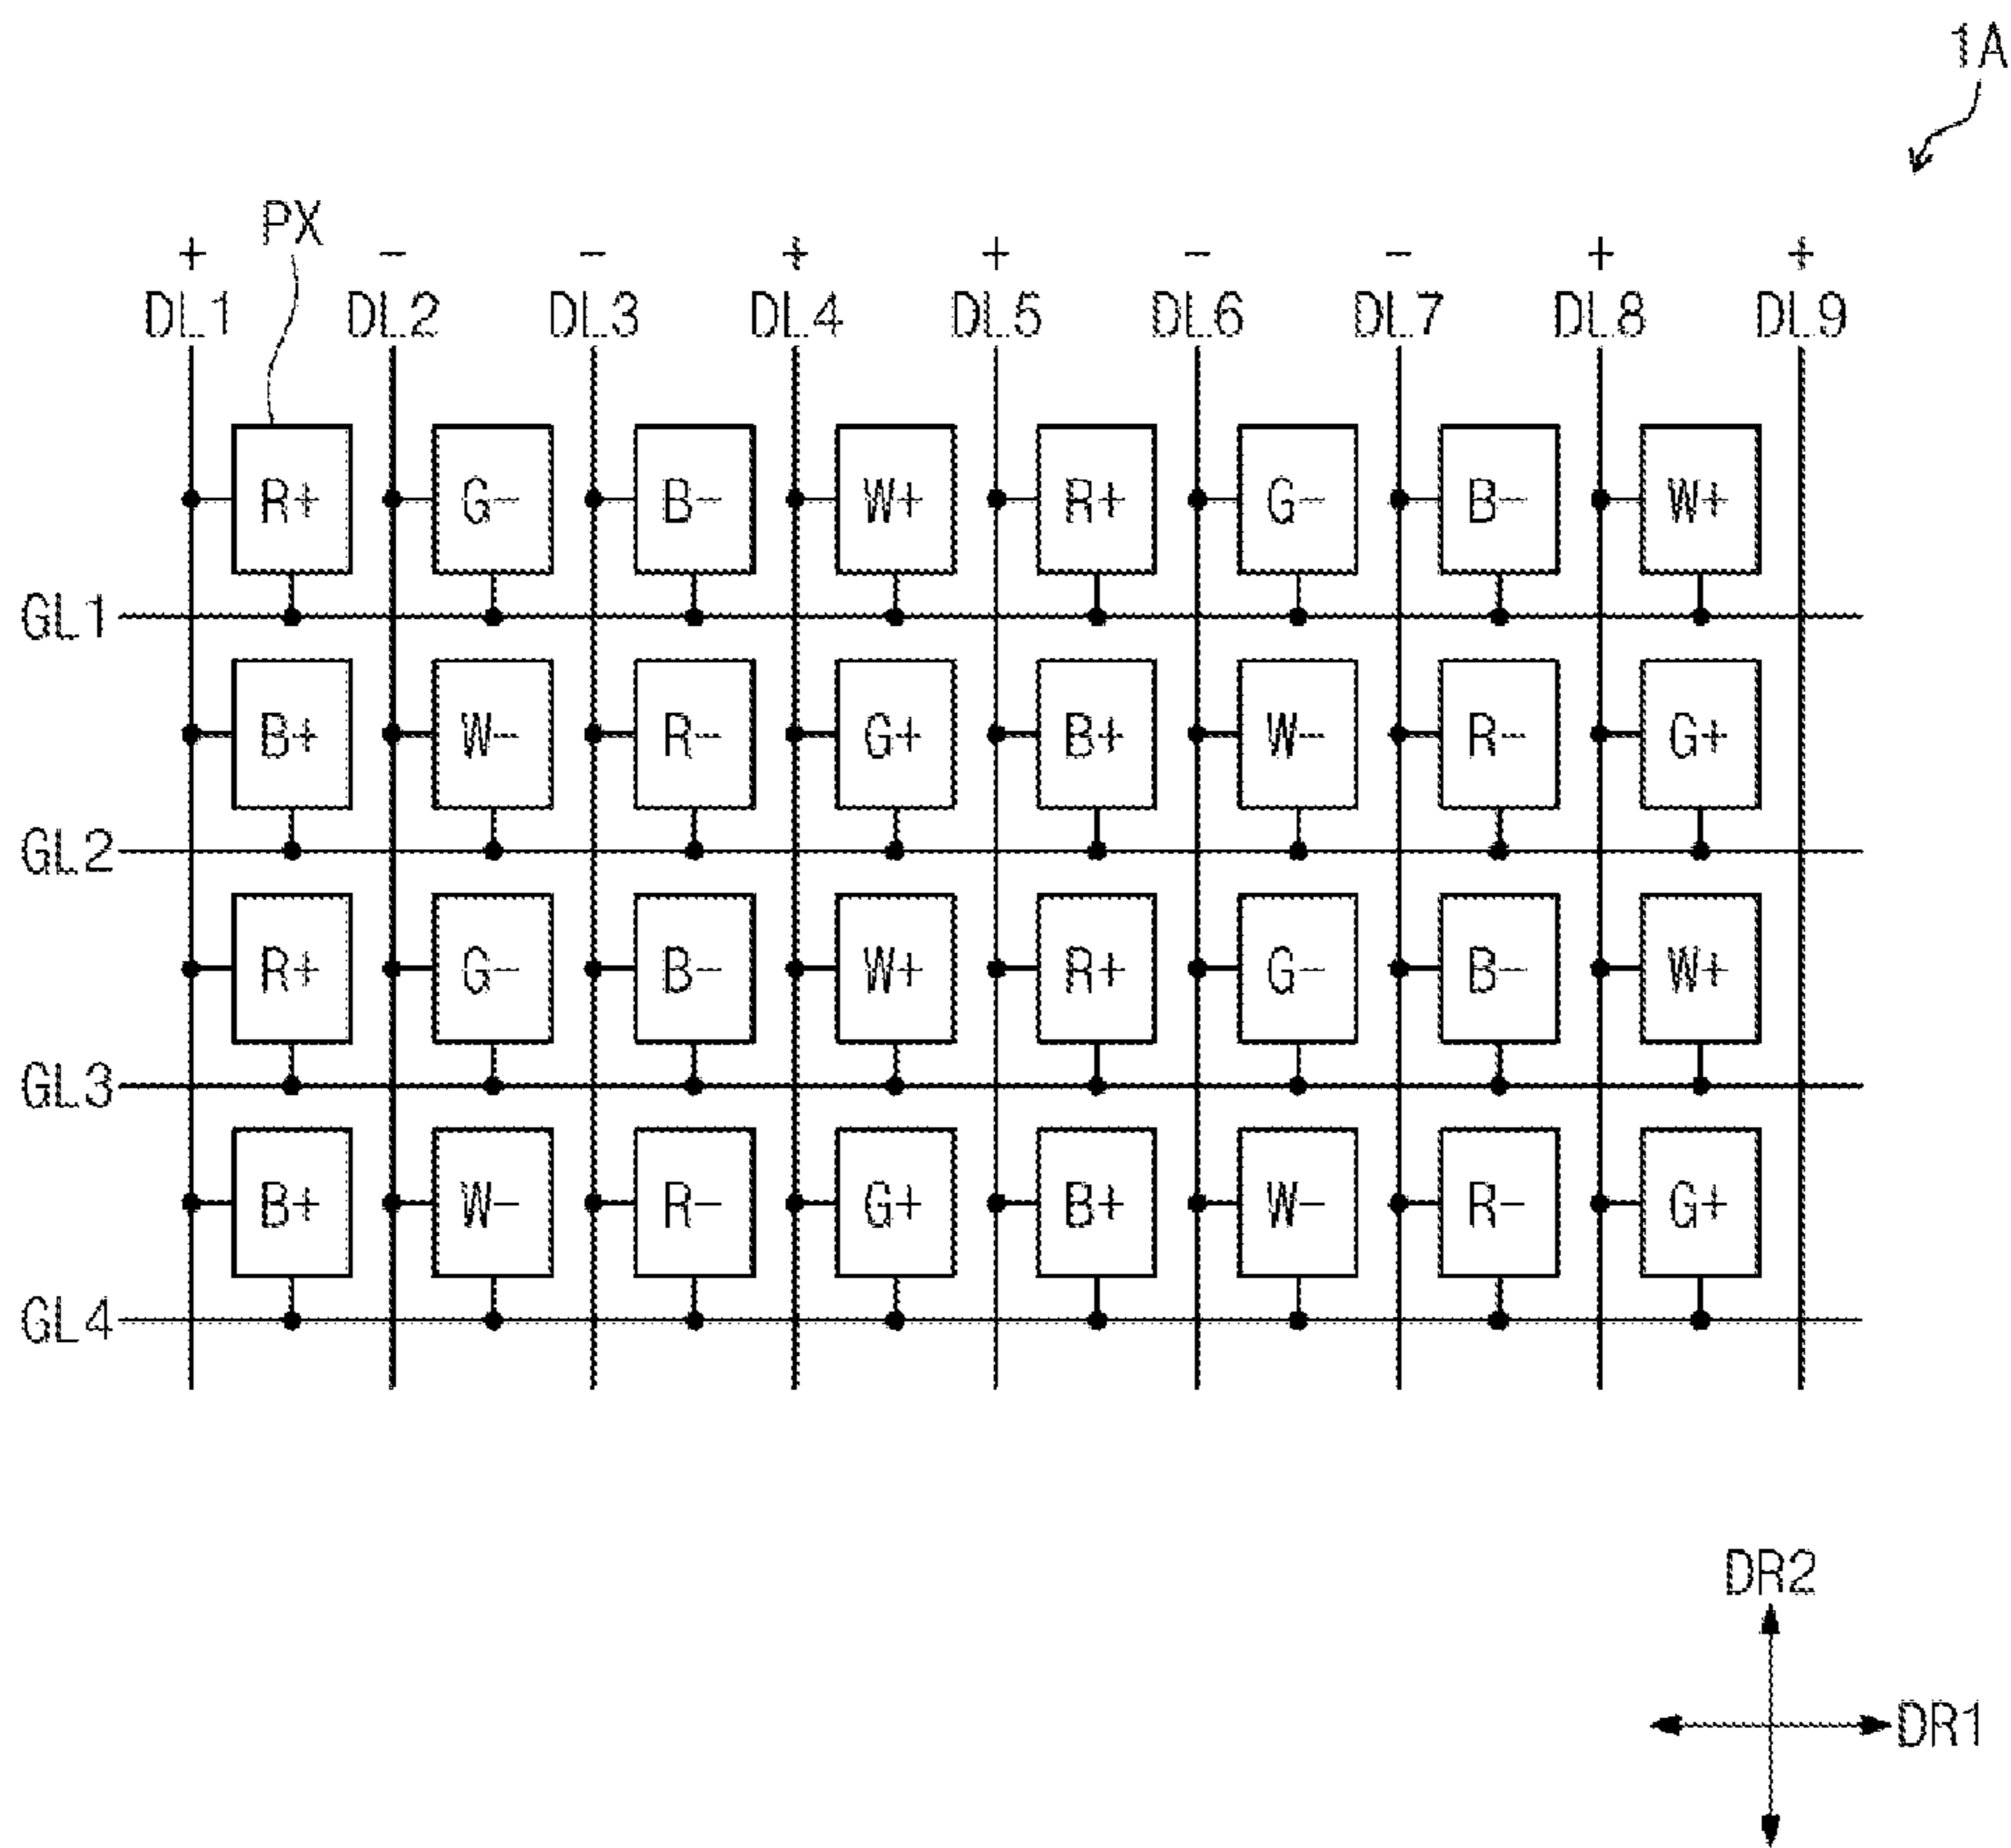 1A
PX
+ - - + + - - + +
DL1 DL2 DL3 DL4 DL5 DL6 DL7 DL8 DL9
R+ G- B- W+ R+ G- B- W+
GL1
B+ W- R- G+ B+ W- R- G+
GL2
R+ G- B- W+ R+ G- B- W+
GL3
B+ W- R- G+ B+ W- R- G+
GL4
DR2
DR1